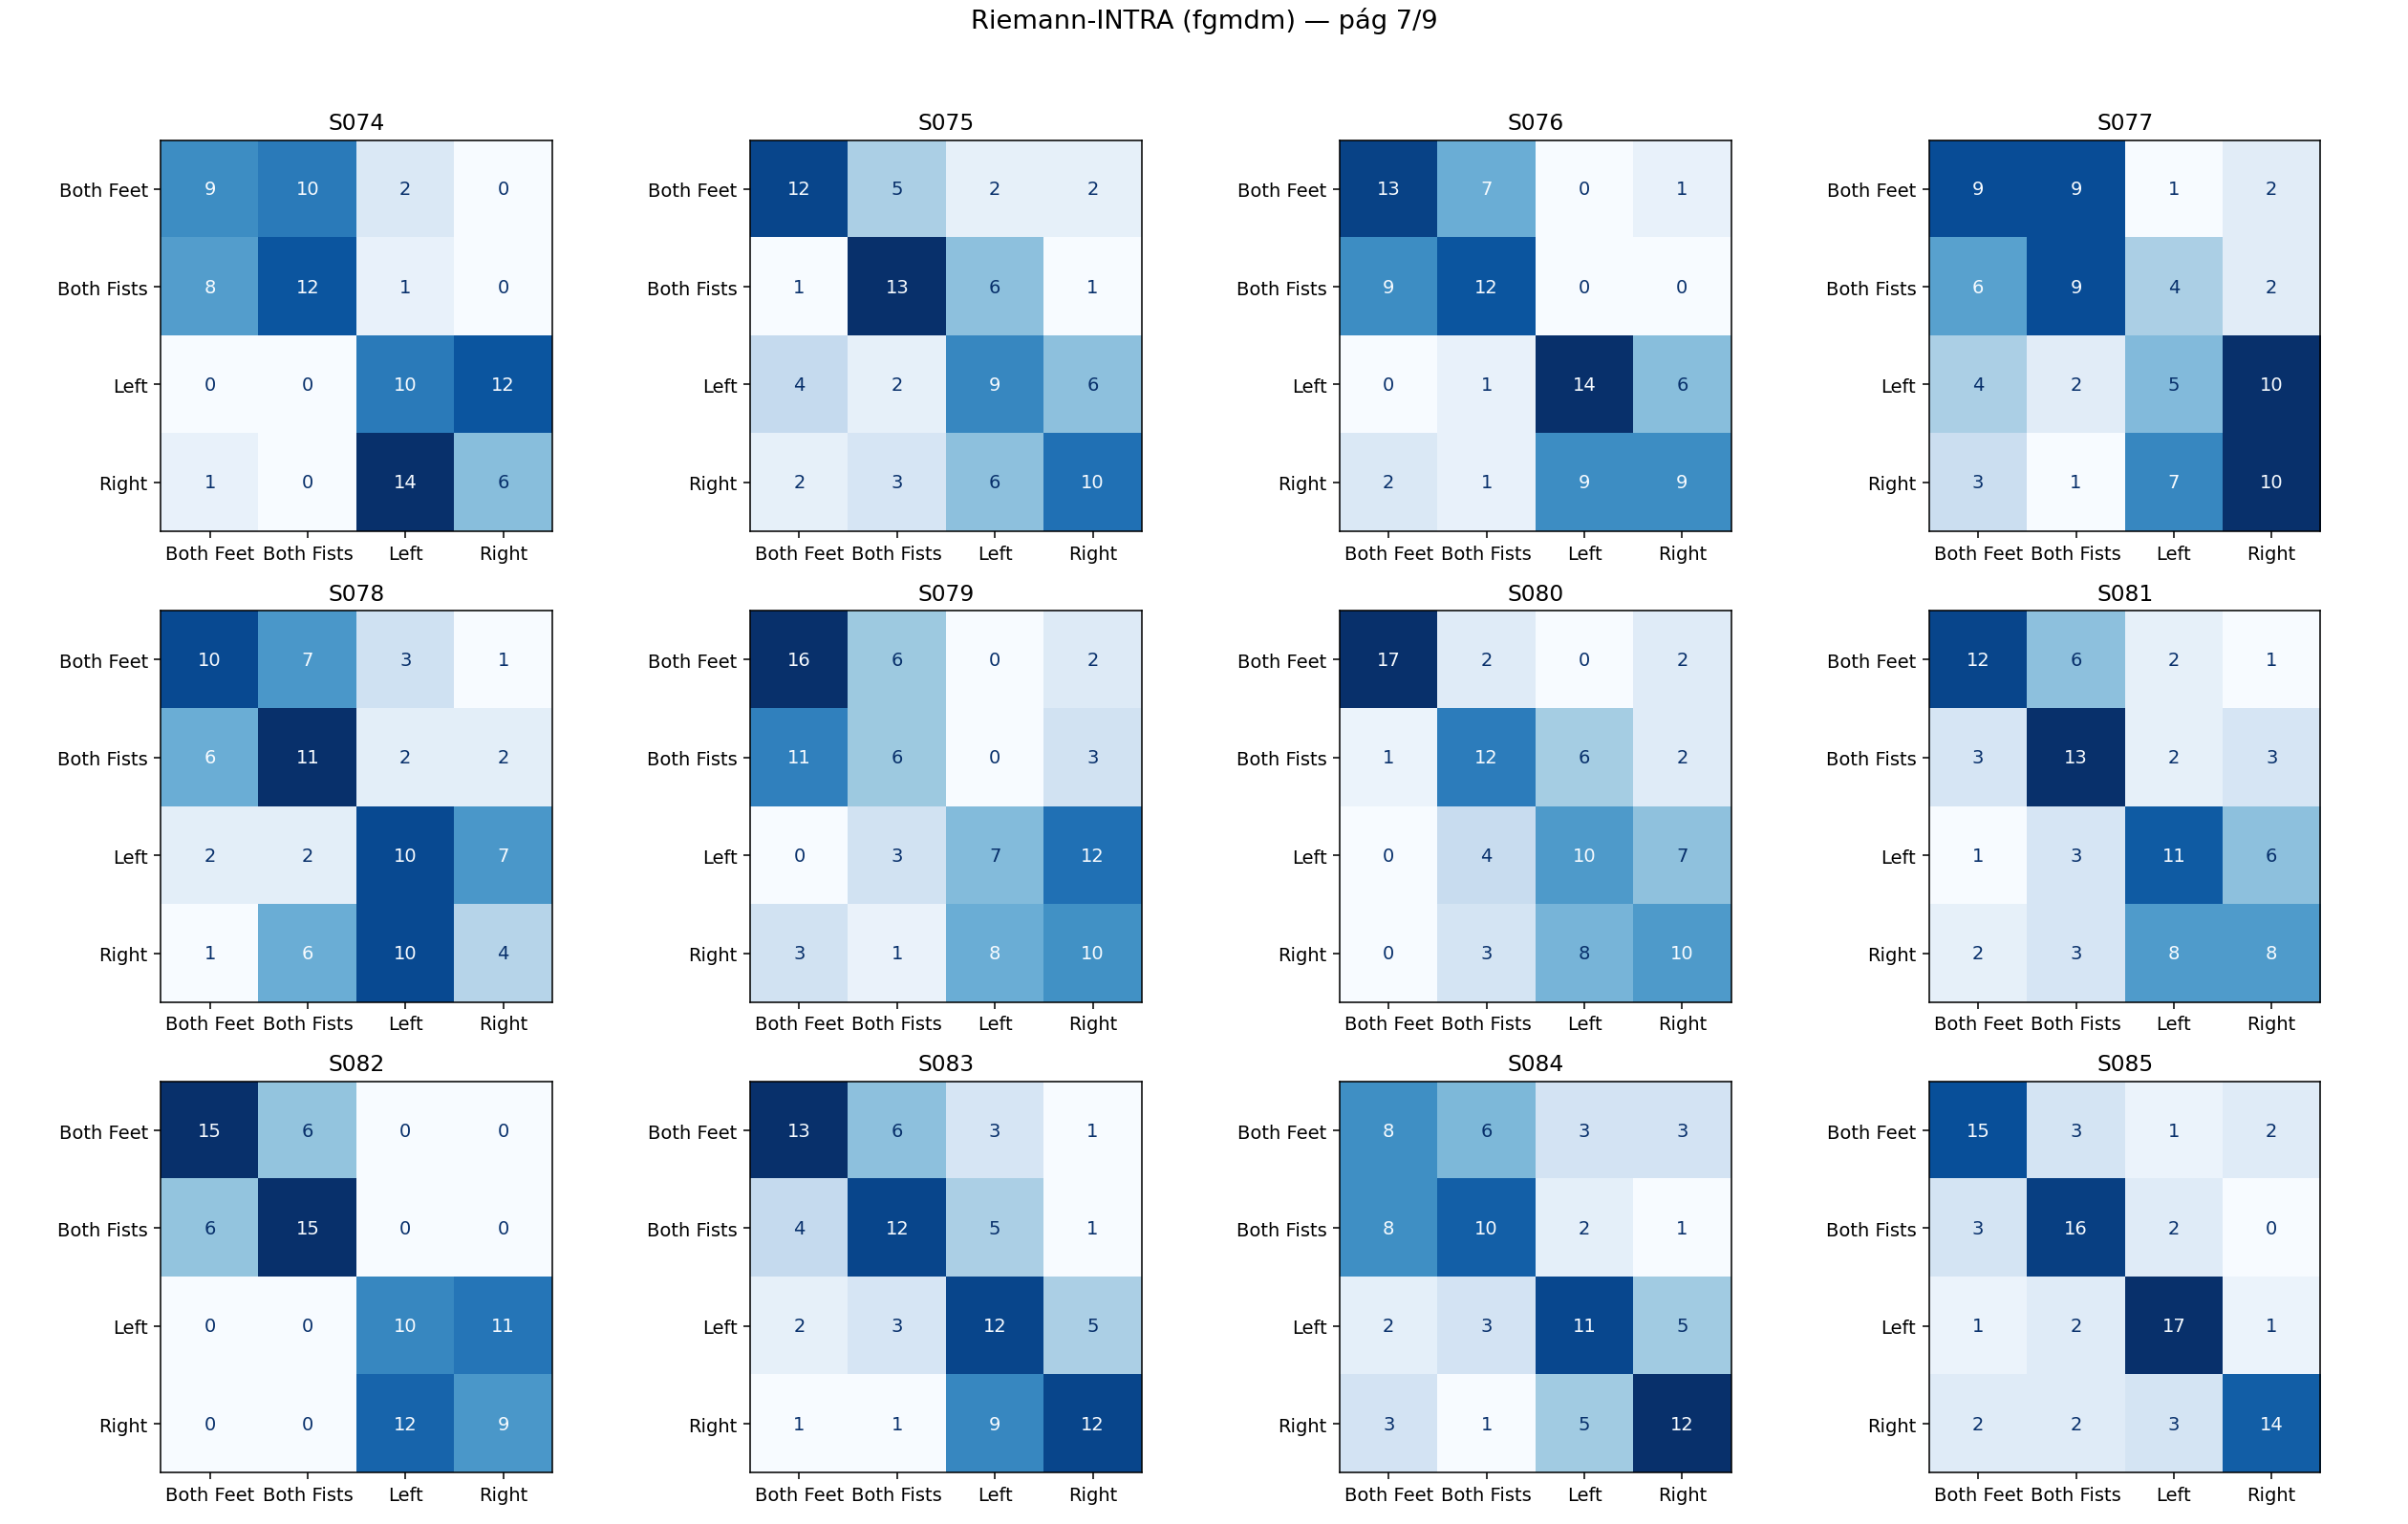 Riemann-INTRA (fgmdm) — pág 7/9
S074 S075 S076 S077
Both Feet 9 10 2 0 Both Feet 12 5 2 2 Both Feet 13 7 0 1 Both Feet 9 9 1 2
Both Fists 8 12 1 0 Both Fists 1 13 6 1 Both Fists 9 12 0 0 Both Fists 6 9 4 2
Left 0 0 10 12 Left 4 2 9 6 Left 0 1 14 6 Left 4 2 5 10
Right 1 0 14 6 Right 2 3 6 10 Right 2 1 9 9 Right 3 1 7 10
Both Feet Both Fists Left Right Both Feet Both Fists Left Right Both Feet Both Fists Left Right Both Feet Both Fists Left Right
S078 S079 S080 S081
Both Feet 10 7 3 1 Both Feet 16 6 0 2 Both Feet 17 2 0 2 Both Feet 12 6 2 1
Both Fists 6 11 2 2 Both Fists 11 6 0 3 Both Fists 1 12 6 2 Both Fists 3 13 2 3
Left 2 2 10 7 Left 0 3 7 12 Left 0 4 10 7 Left 1 3 11 6
Right 1 6 10 4 Right 3 1 8 10 Right 0 3 8 10 Right 2 3 8 8
Both Feet Both Fists Left Right Both Feet Both Fists Left Right Both Feet Both Fists Left Right Both Feet Both Fists Left Right
S082 S083 S084 S085
Both Feet 15 6 0 0 Both Feet 13 6 3 1 Both Feet 8 6 3 3 Both Feet 15 3 1 2
Both Fists 6 15 0 0 Both Fists 4 12 5 1 Both Fists 8 10 2 1 Both Fists 3 16 2 0
Left 0 0 10 11 Left 2 3 12 5 Left 2 3 11 5 Left 1 2 17 1
Right 0 0 12 9 Right 1 1 9 12 Right 3 1 5 12 Right 2 2 3 14
Both Feet Both Fists Left Right Both Feet Both Fists Left Right Both Feet Both Fists Left Right Both Feet Both Fists Left Right